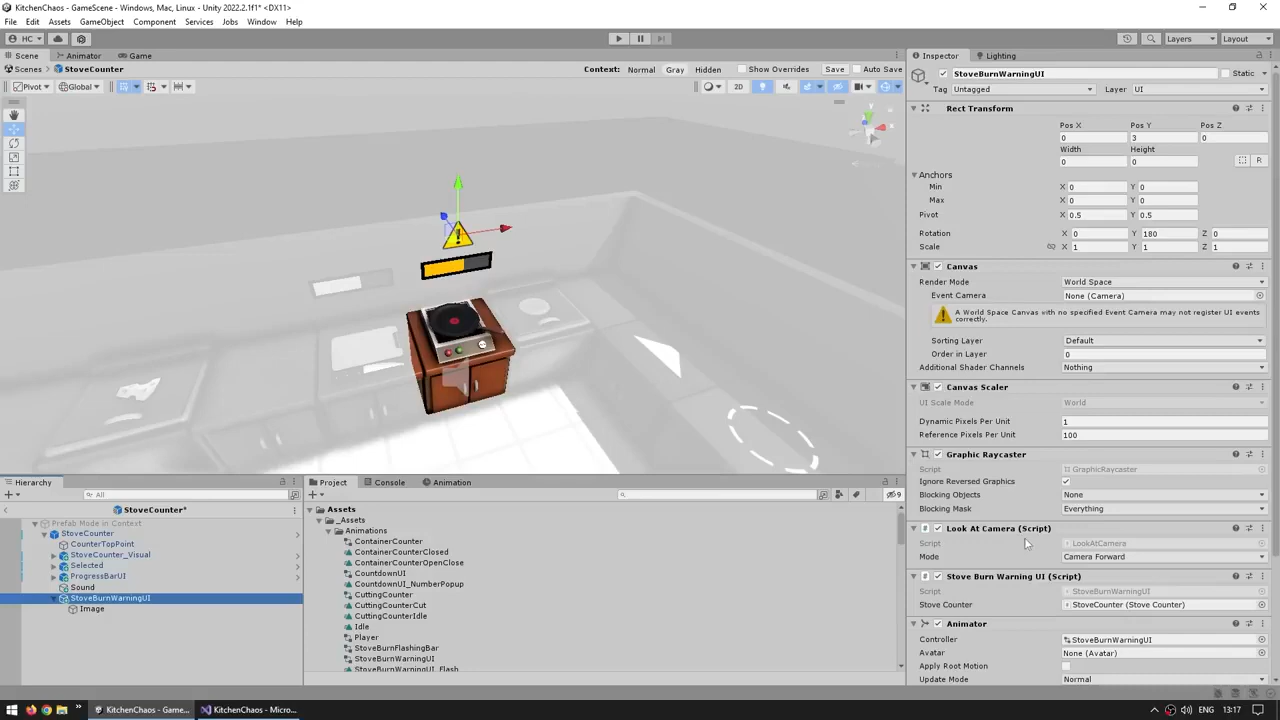 KitchenChaos - GameScene - Windows, Mac, Linux - Unity 2022.2.1f1* <DX11>
File Edit Assets GameObject Component Services Jobs Window Help
HC Layers Layout
Scene Animator Game
Scenes StoveCounter Context: Normal Gray Hidden Show Overrides Save Auto Save
Pivot Global 2D
Inspector Lighting
StoveBurnWarningUI Static
Tag Untagged Layer UI
Rect Transform
Pos X Pos Y Pos Z
0 3 0
Width Height
0 0 R
Anchors
Min X 0 Y 0
Max X 0 Y 0
Pivot X 0.5 Y 0.5
Rotation X 0 Y 180 Z 0
Scale X 1 Y 1 Z 1
Canvas
Render Mode World Space
Event Camera None (Camera)
A World Space Canvas with no specified Event Camera may not register UI events
correctly.
Sorting Layer Default
Order in Layer 0
Additional Shader Channels Nothing
Canvas Scaler
UI Scale Mode World
Dynamic Pixels Per Unit 1
Reference Pixels Per Unit 100
Graphic Raycaster
Script GraphicRaycaster
Ignore Reversed Graphics
Blocking Objects None
Blocking Mask Everything
Look At Camera (Script)
Script LookAtCamera
Mode Camera Forward
Stove Burn Warning UI (Script)
Script StoveBurnWarningUI
Stove Counter StoveCounter (Stove Counter)
Animator
Controller StoveBurnWarningUI
Avatar None (Avatar)
Apply Root Motion
Update Mode Normal
Hierarchy
All
StoveCounter*
Prefab Mode in Context
StoveCounter
CounterTopPoint
StoveCounter_Visual
Selected
ProgressBarUI
Sound
StoveBurnWarningUI
Image
Project Console Animation
9
Assets
_Assets
Animations
ContainerCounter
ContainerCounterClosed
ContainerCounterOpenClose
CountdownUI
CountdownUI_NumberPopup
CuttingCounter
CuttingCounterCut
CuttingCounterIdle
Idle
Player
StoveBurnFlashingBar
StoveBurnWarningUI
StoveBurnWarningUI_Flash
KitchenChaos - Game... KitchenChaos - Micro... ENG 13:17